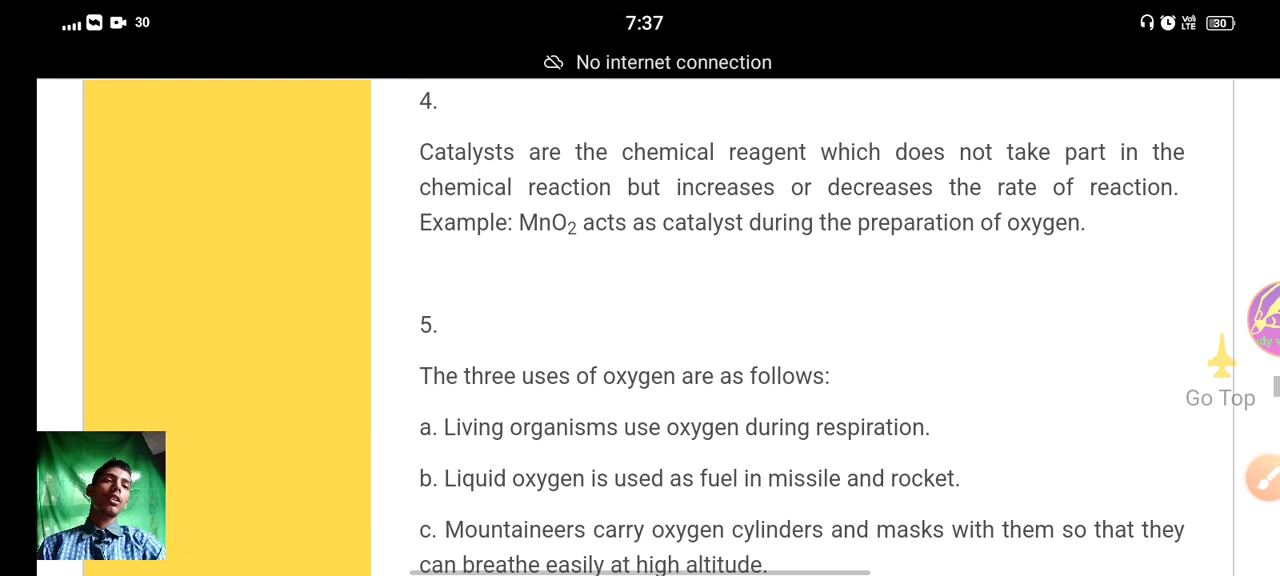 30
7:37
Vo)
LTE
30
No internet connection
4.
Catalysts are the chemical reagent which does not take part in the
chemical reaction but increases or decreases the rate of reaction.
Example: MnO₂ acts as catalyst during the preparation of oxygen.
5.
The three uses of oxygen are as follows:
a. Living organisms use oxygen during respiration.
Go Top
b. Liquid oxygen is used as fuel in missile and rocket.
c. Mountaineers carry oxygen cylinders and masks with them so that they
can breathe easily at high altitude.